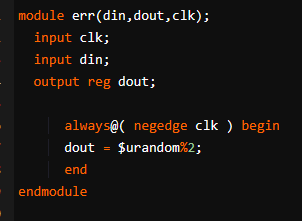 module err(din,dout,clk);
input clk;
input din;
output reg dout;
always@( negedge clk ) begin
dout = $urandom%2;
end
endmodule